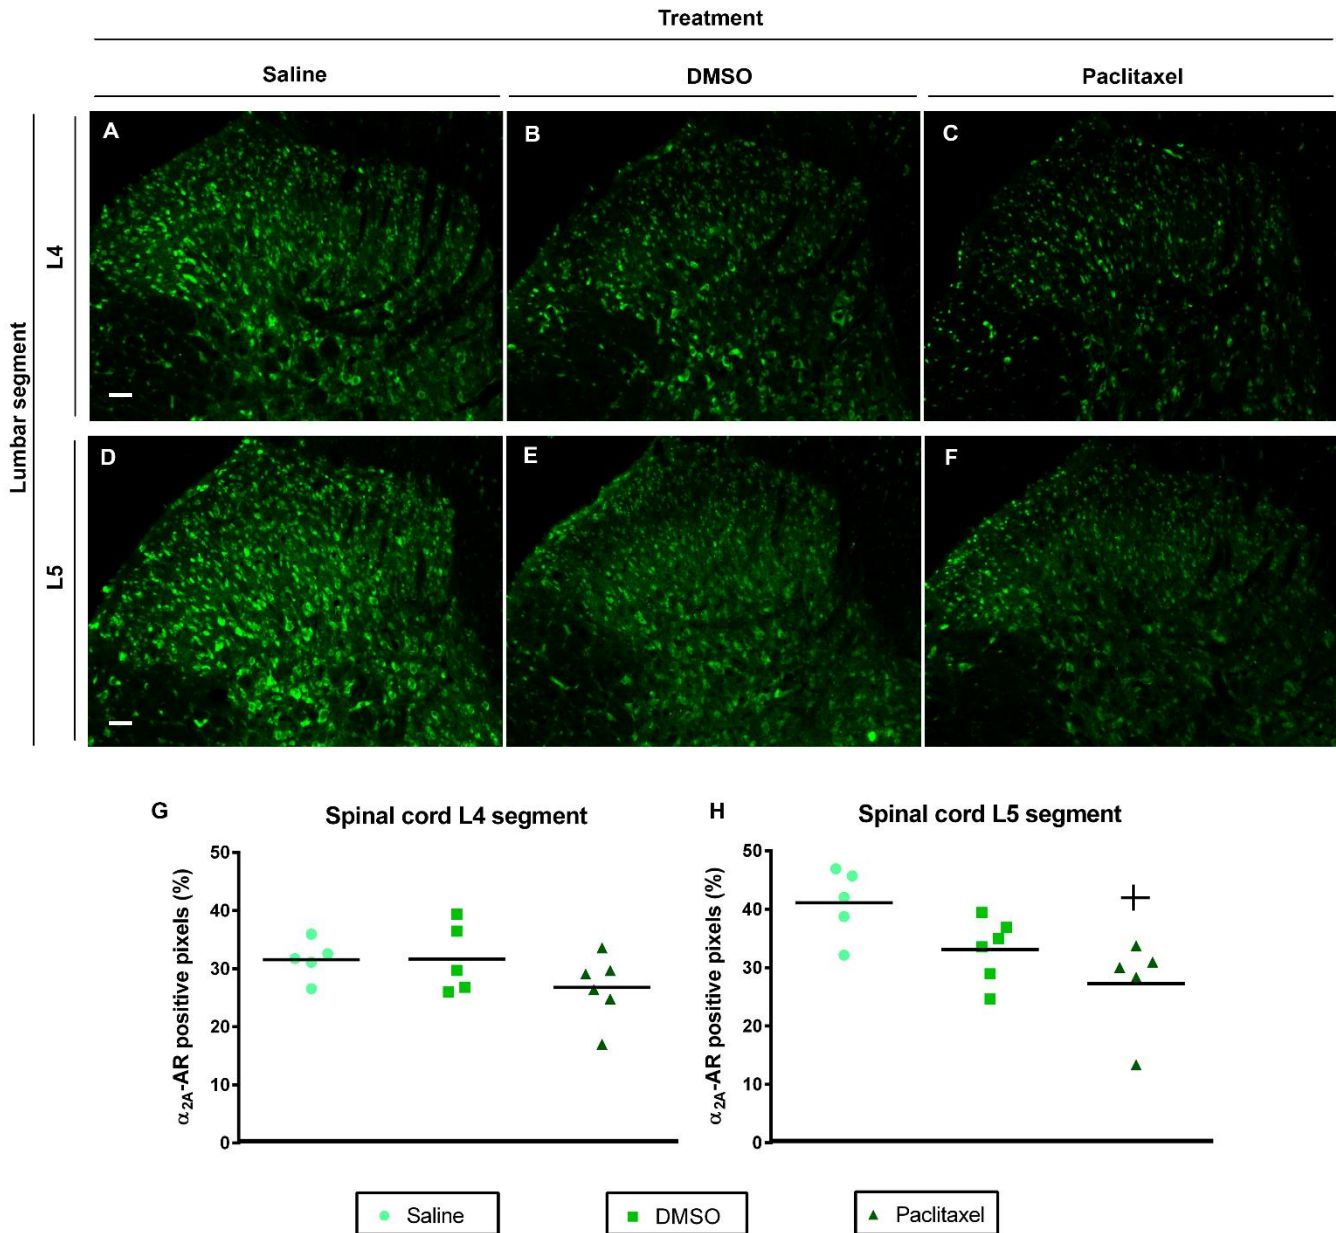 Treatment
Saline DMSO Paclitaxel
Lumbar segment
L4
A B C
L5
D E F
G Spinal cord L4 segment
α2A-AR positive pixels (%)
50
40
30
20
10
0
H Spinal cord L5 segment
α2A-AR positive pixels (%)
50
40
30
20
10
0
+
Saline DMSO Paclitaxel